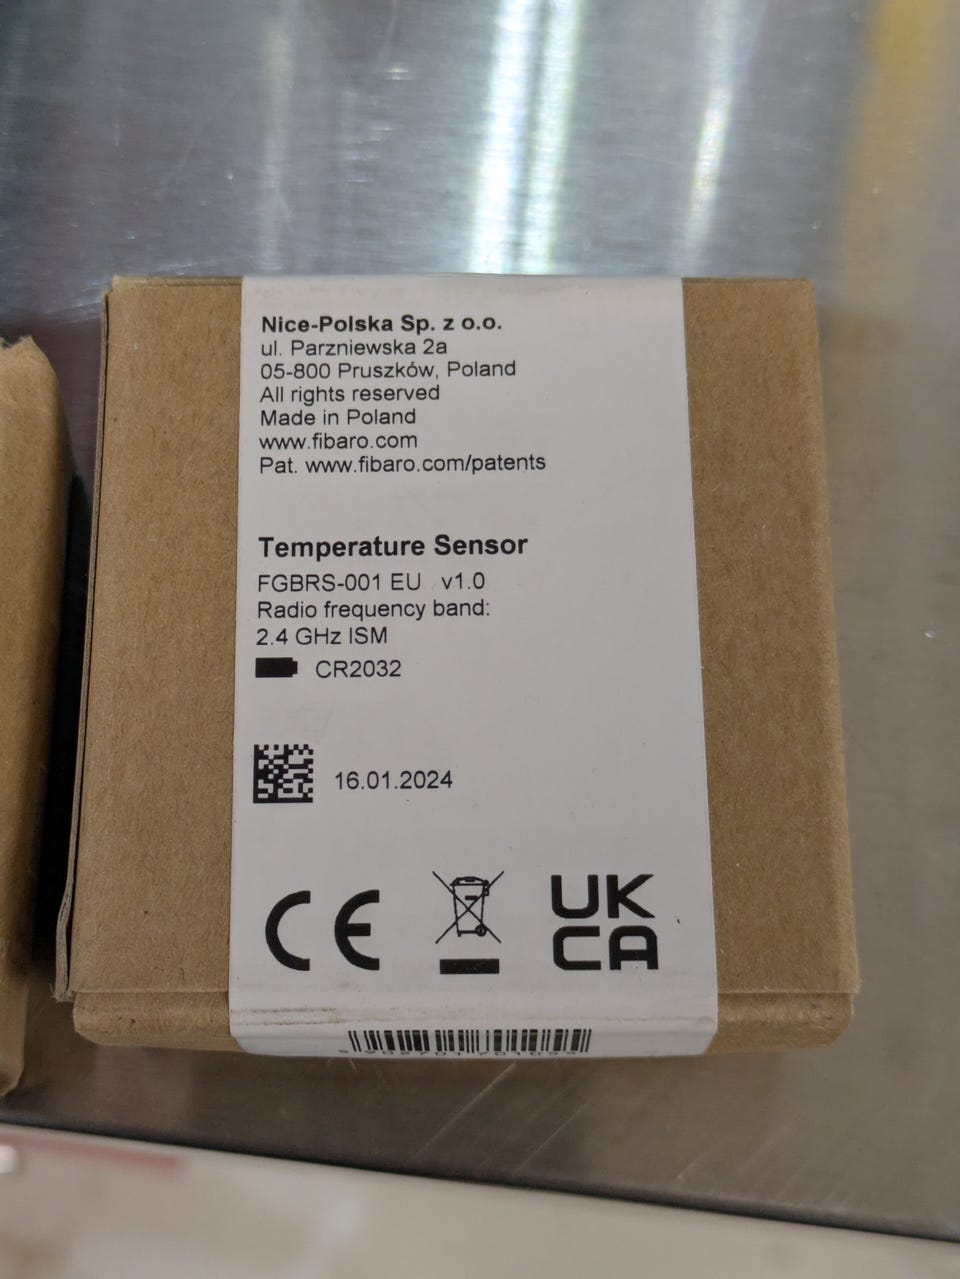 Nice-Polska Sp. z o.o.
ul. Parzniewska 2a
05-800 Pruszków, Poland
All rights reserved
Made in Poland
www.fibaro.com
Pat. www.fibaro.com/patents
Temperature Sensor
FGBRS-001 EU v1.0
Radio frequency band:
2.4 GHz ISM
CR2032
16.01.2024
CE
UK
CA